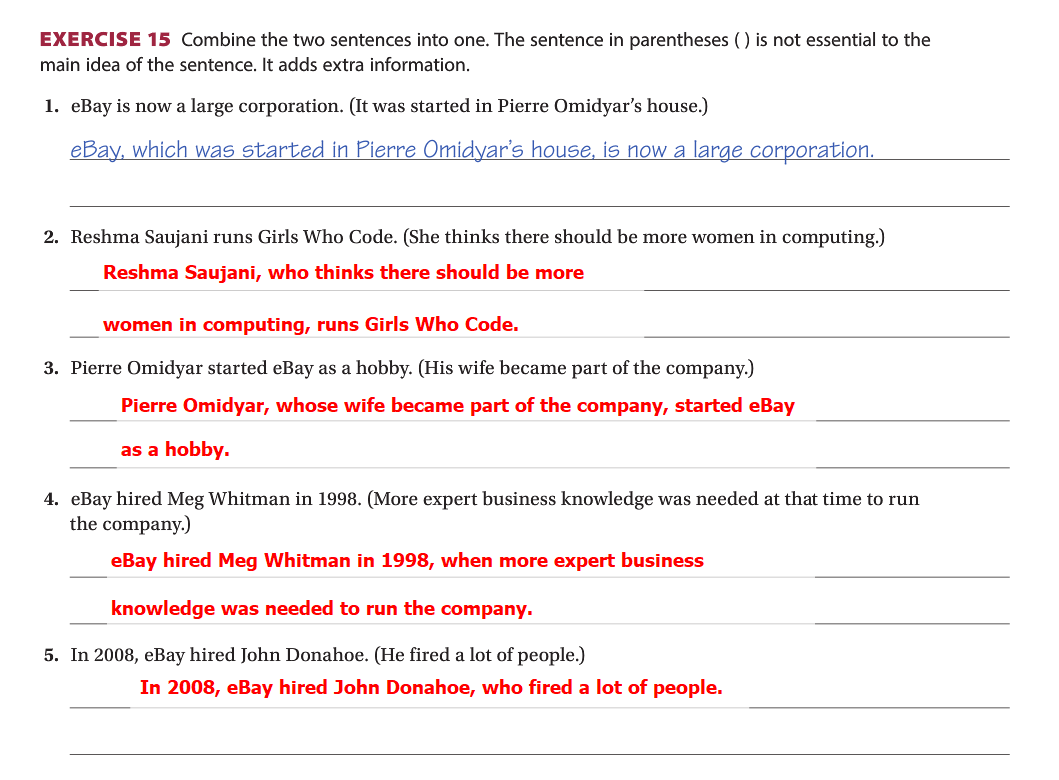 EXERCISE 15 Combine the two sentences into one. The sentence in parentheses ( ) is not essential to the
main idea of the sentence. It adds extra information.
1. eBay is now a large corporation. (It was started in Pierre Omidyar’s house.)
eBay, which was started in Pierre Omidyar’s house, is now a large corporation.
2. Reshma Saujani runs Girls Who Code. (She thinks there should be more women in computing.)
Reshma Saujani, who thinks there should be more
women in computing, runs Girls Who Code.
3. Pierre Omidyar started eBay as a hobby. (His wife became part of the company.)
Pierre Omidyar, whose wife became part of the company, started eBay
as a hobby.
4. eBay hired Meg Whitman in 1998. (More expert business knowledge was needed at that time to run
the company.)
eBay hired Meg Whitman in 1998, when more expert business
knowledge was needed to run the company.
5. In 2008, eBay hired John Donahoe. (He fired a lot of people.)
In 2008, eBay hired John Donahoe, who fired a lot of people.